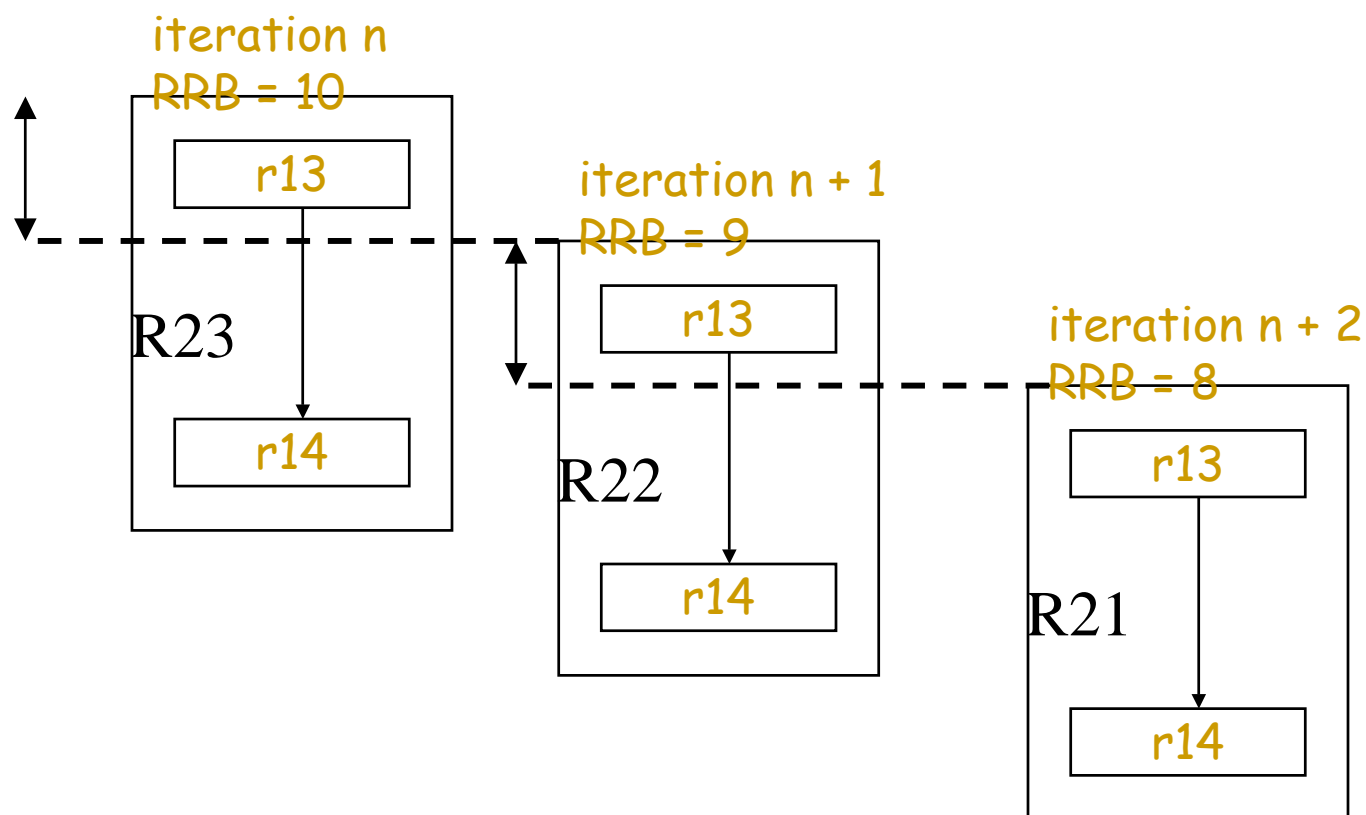 iteration n
RRB = 10
r13
R23
r14
iteration n + 1
RRB = 9
r13
R22
r14
iteration n + 2
RRB = 8
r13
R21
r14